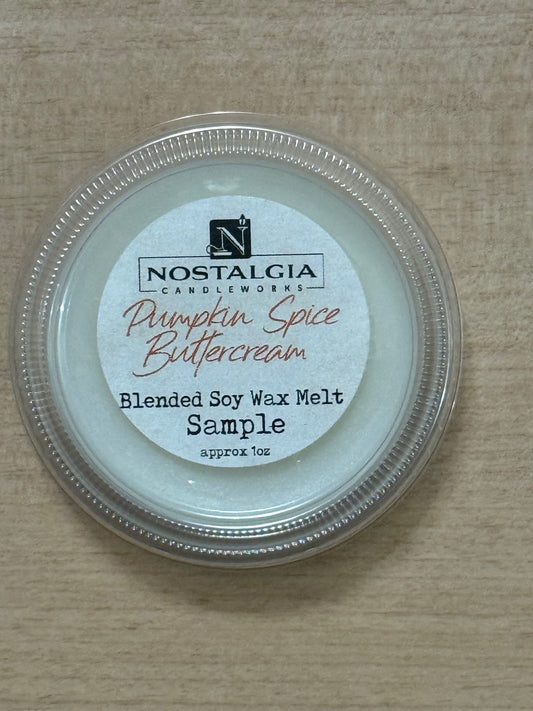 N
NOSTALGIA
CANDLEWORKS
Pumpkin Spice
Buttercream
Blended Soy Wax Melt
Sample
approx 1oz